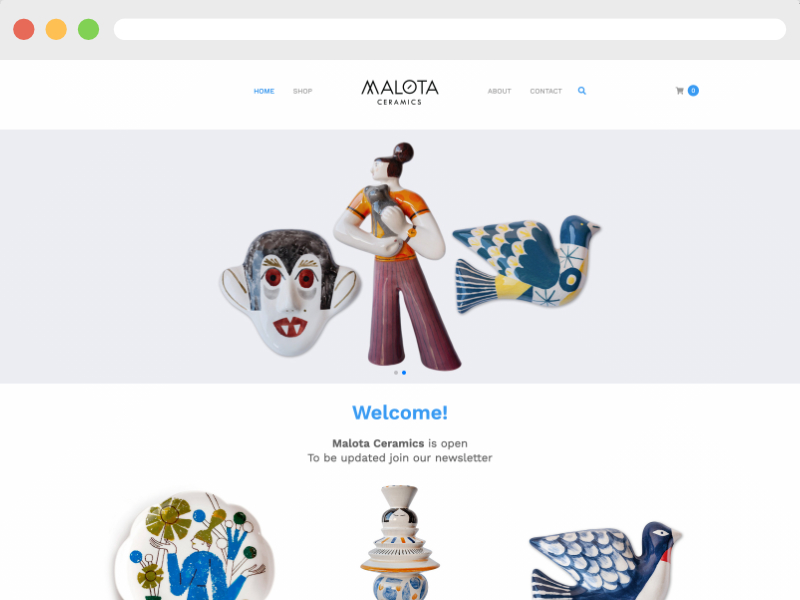 HOME SHOP MALOTA CERAMICS ABOUT CONTACT 0
Welcome!
Malota Ceramics is open
To be updated join our newsletter